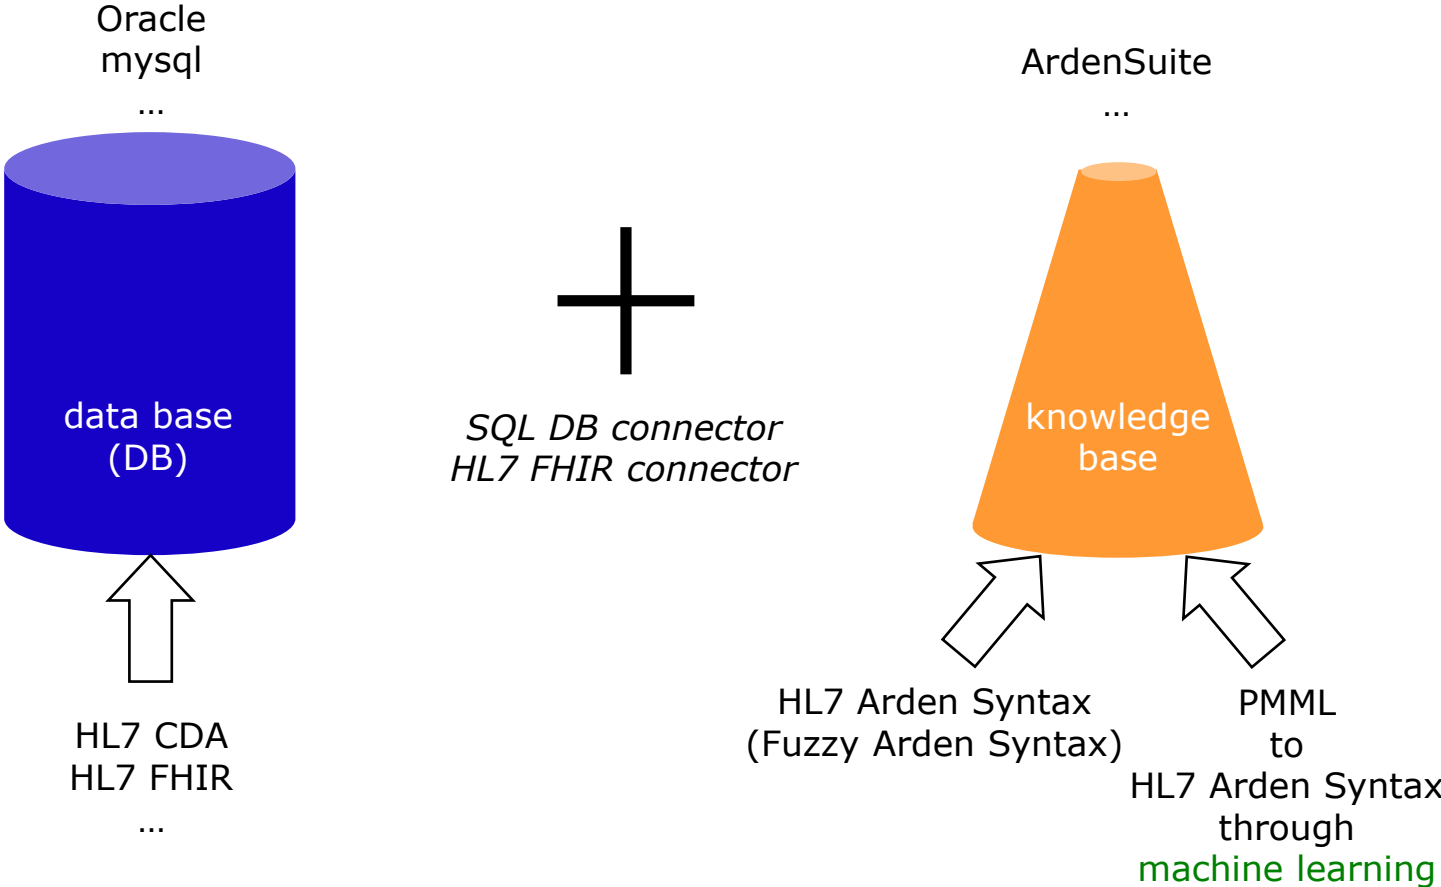 Oracle
mysql
...
data base
(DB)
HL7 CDA
HL7 FHIR
...
SQL DB connector
HL7 FHIR connector
ArdenSuite
...
knowledge
base
HL7 Arden Syntax
(Fuzzy Arden Syntax)
PMML
to
HL7 Arden Syntax
through
machine learning